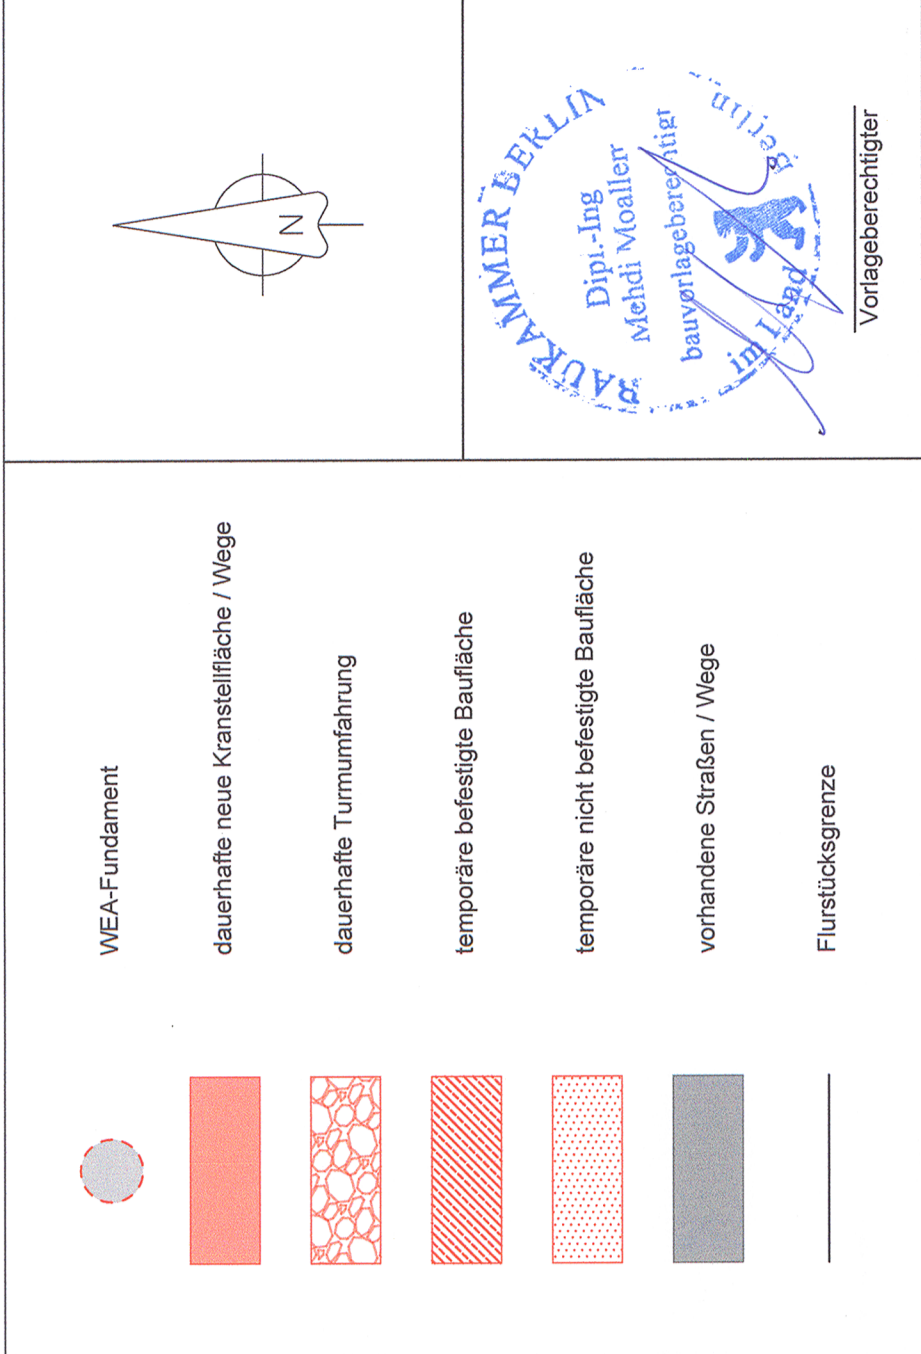 WEA-Fundament
dauerhafte neue Kranstellfläche / Wege
dauerhafte Turmumfahrung
temporäre befestigte Baufläche
temporäre nicht befestigte Baufläche
vorhandene Straßen / Wege
Flurstücksgrenze
N
BAUKAMMER BERLIN
Dipl.-Ing
Mehdi Moallem
bauvorlageberechtigt
im Land Berlin
Vorlageberechtigter